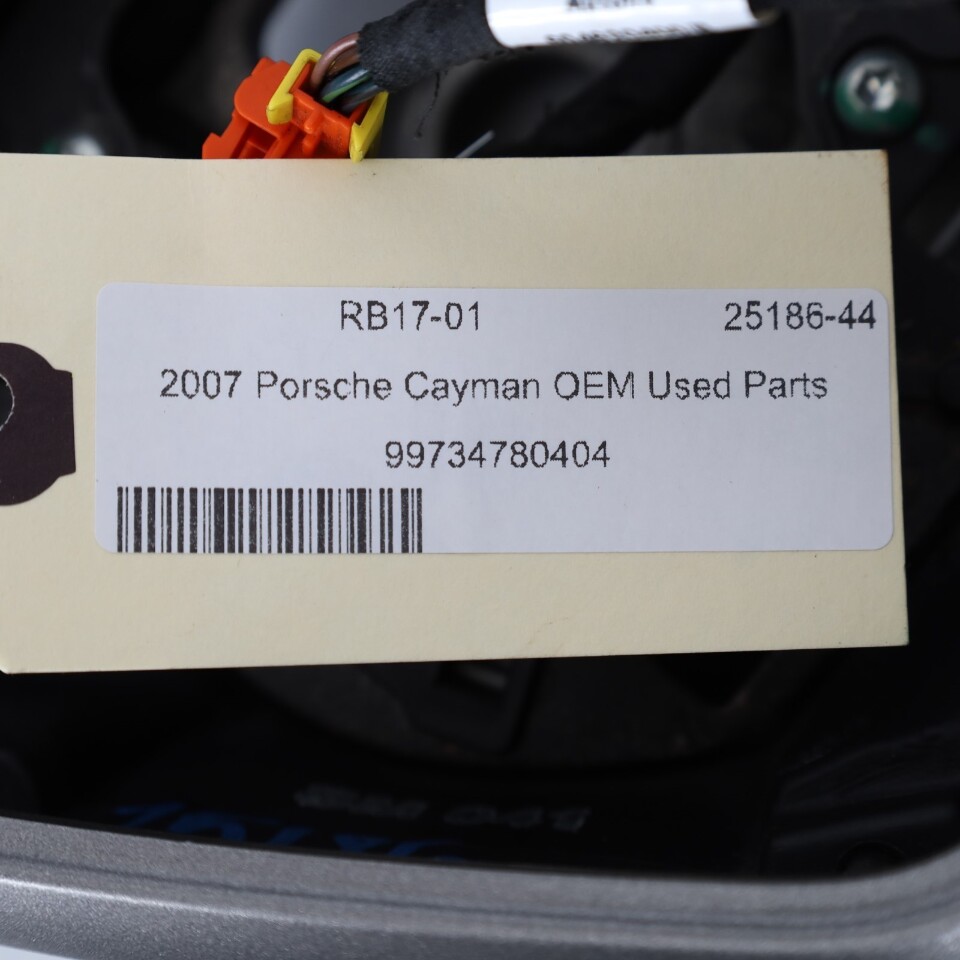 RB17-01 25186-44
2007 Porsche Cayman OEM Used Parts
99734780404